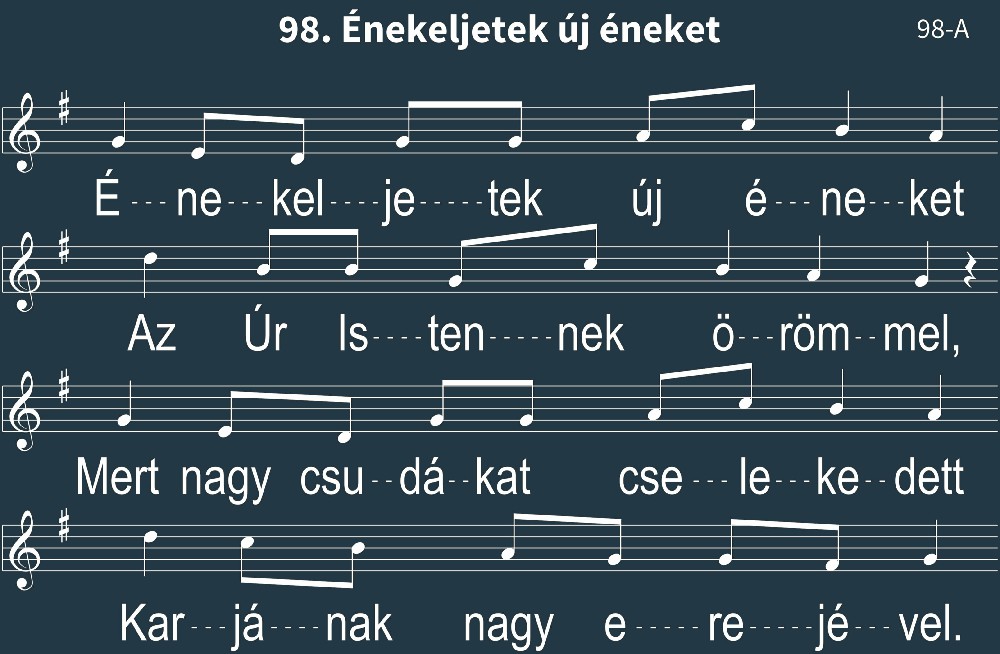 98. Énekeljetek új éneket
98-A
É---ne---kel----je-----tek új é---ne---ket
Az Úr Is----ten-----nek ö---röm--mel,
Mert nagy csu--dá--kat cse---le---ke--dett
Kar---já----nak nagy e-----re----jé---vel.